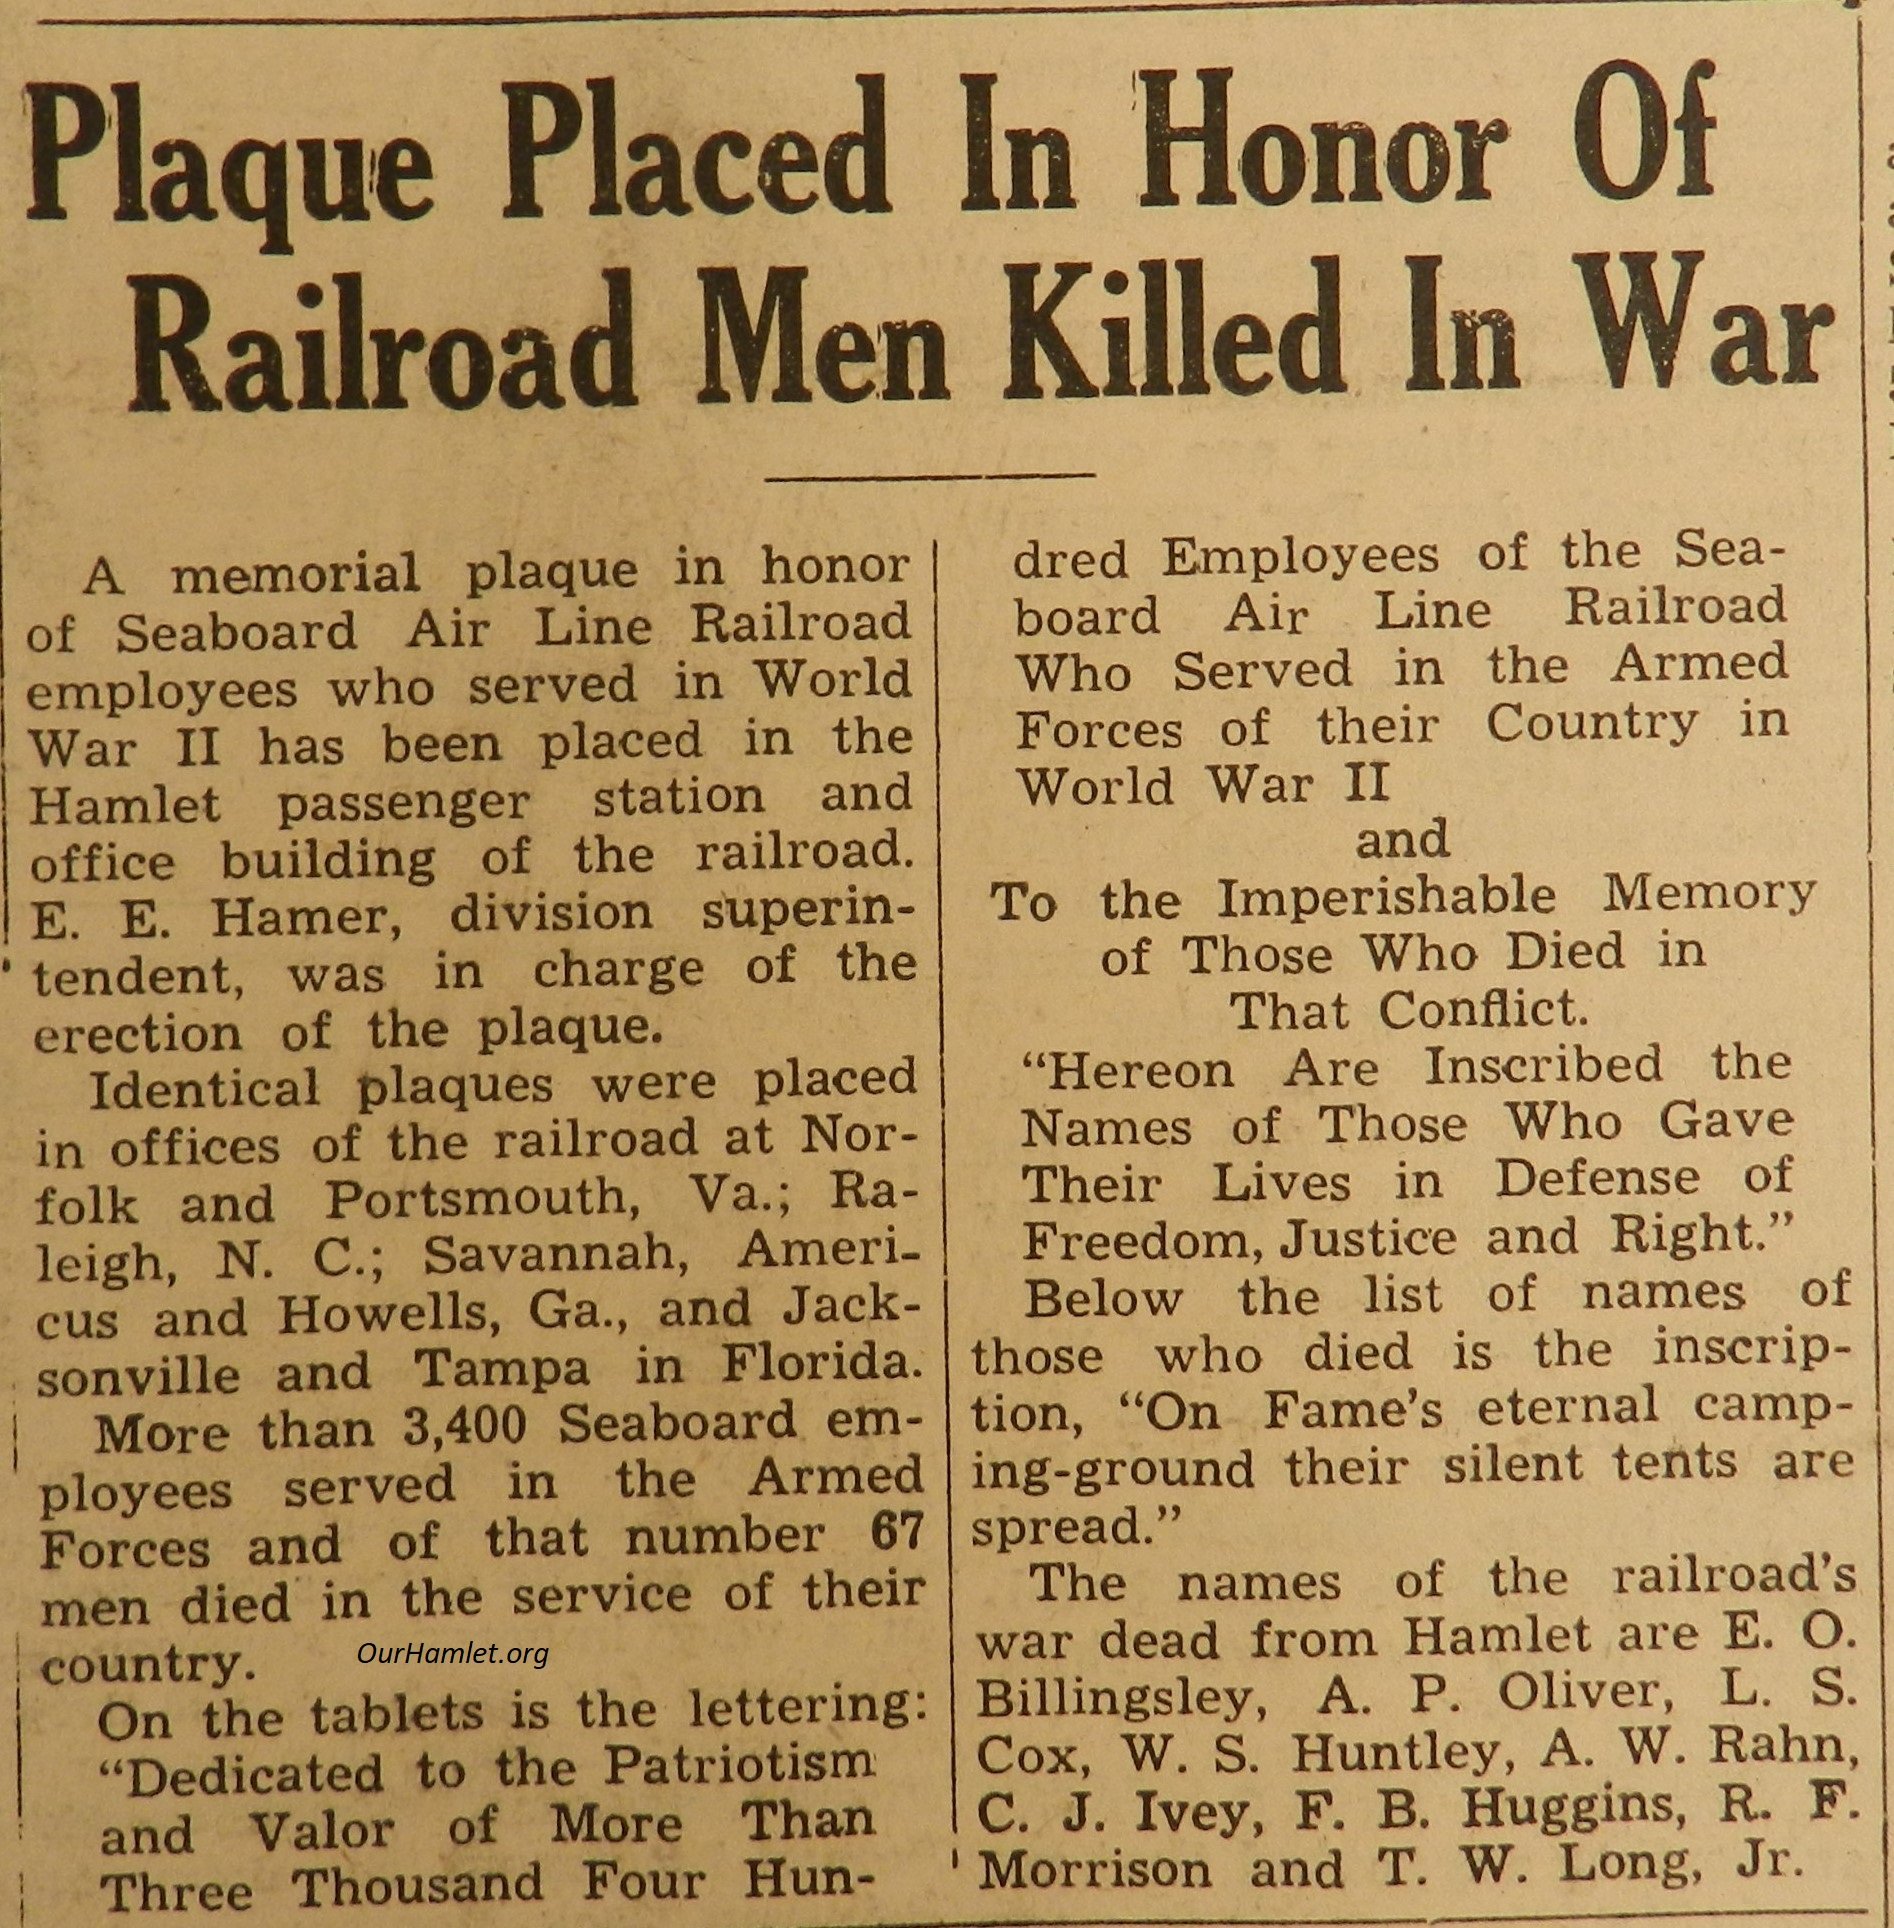 Plaque Placed In Honor Of
Railroad Men Killed In War
A memorial plaque in honor
of Seaboard Air Line Railroad
employees who served in World
War II has been placed in the
Hamlet passenger station and
office building of the railroad.
E. E. Hamer, division superin-
tendent, was in charge of the
erection of the plaque.
Identical plaques were placed
in offices of the railroad at Nor-
folk and Portsmouth, Va.; Ra-
leigh, N. C.; Savannah, Ameri-
cus and Howells, Ga., and Jack-
sonville and Tampa in Florida.
More than 3,400 Seaboard em-
ployees served in the Armed
Forces and of that number 67
men died in the service of their
country.
OurHamlet.org
On the tablets is the lettering:
"Dedicated to the Patriotism
and Valor of More Than
Three Thousand Four Hun-
dred Employees of the Sea-
board Air Line Railroad
Who Served in the Armed
Forces of their Country in
World War II
and
To the Imperishable Memory
of Those Who Died in
That Conflict.
"Hereon Are Inscribed the
Names of Those Who Gave
Their Lives in Defense of
Freedom, Justice and Right."
Below the list of names of
those who died is the inscrip-
tion, "On Fame's eternal camp-
ing-ground their silent tents are
spread."
The names of the railroad's
war dead from Hamlet are E. O.
Billingsley, A. P. Oliver, L. S.
Cox, W. S. Huntley, A. W. Rahn,
C. J. Ivey, F. B. Huggins, R. F.
Morrison and T. W. Long, Jr.